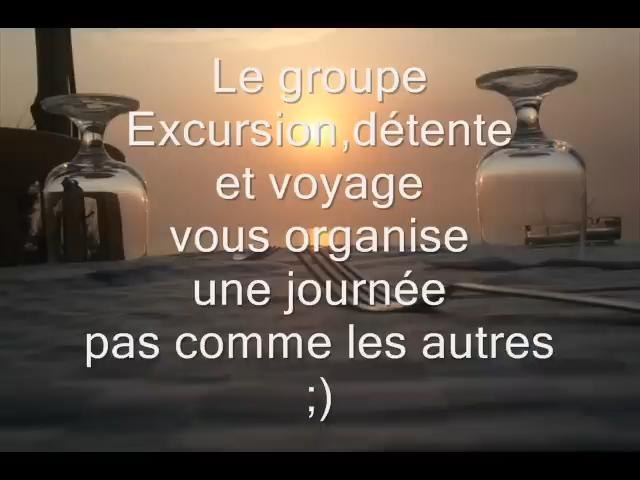 Le groupe
Excursion,détente
et voyage
vous organise
une journée
pas comme les autres
;)